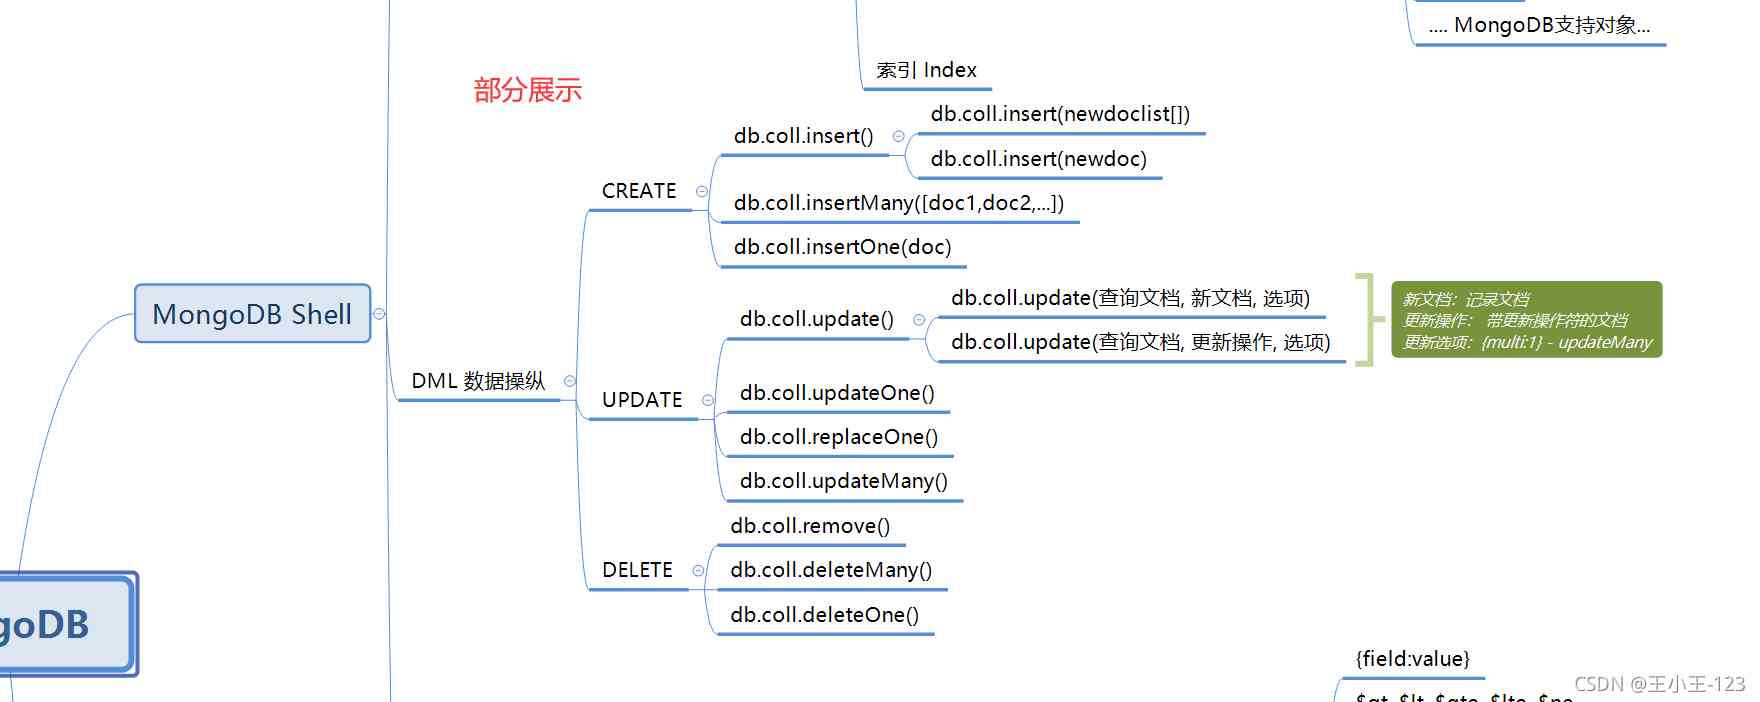 .... MongoDB支持对象...
索引 Index
部分展示
db.coll.insert(newdoclist[])
db.coll.insert()
db.coll.insert(newdoc)
CREATE
db.coll.insertMany([doc1,doc2,...])
db.coll.insertOne(doc)
MongoDB Shell
db.coll.update(查询文档, 新文档, 选项)
db.coll.update()
db.coll.update(查询文档, 更新操作, 选项)
新文档：记录文档
更新操作： 带更新操作符的文档
更新选项：{multi:1} - updateMany
DML 数据操纵
UPDATE
db.coll.updateOne()
db.coll.replaceOne()
db.coll.updateMany()
db.coll.remove()
DELETE
db.coll.deleteMany()
db.coll.deleteOne()
goDB
{field:value}
$gt, $lt, $gte, $lte, $ne
CSDN @王小王-123